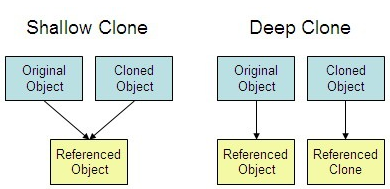 Shallow Clone
Original
Object
Cloned
Object
Referenced
Object
Deep Clone
Original
Object
Cloned
Object
Referenced
Object
Referenced
Clone